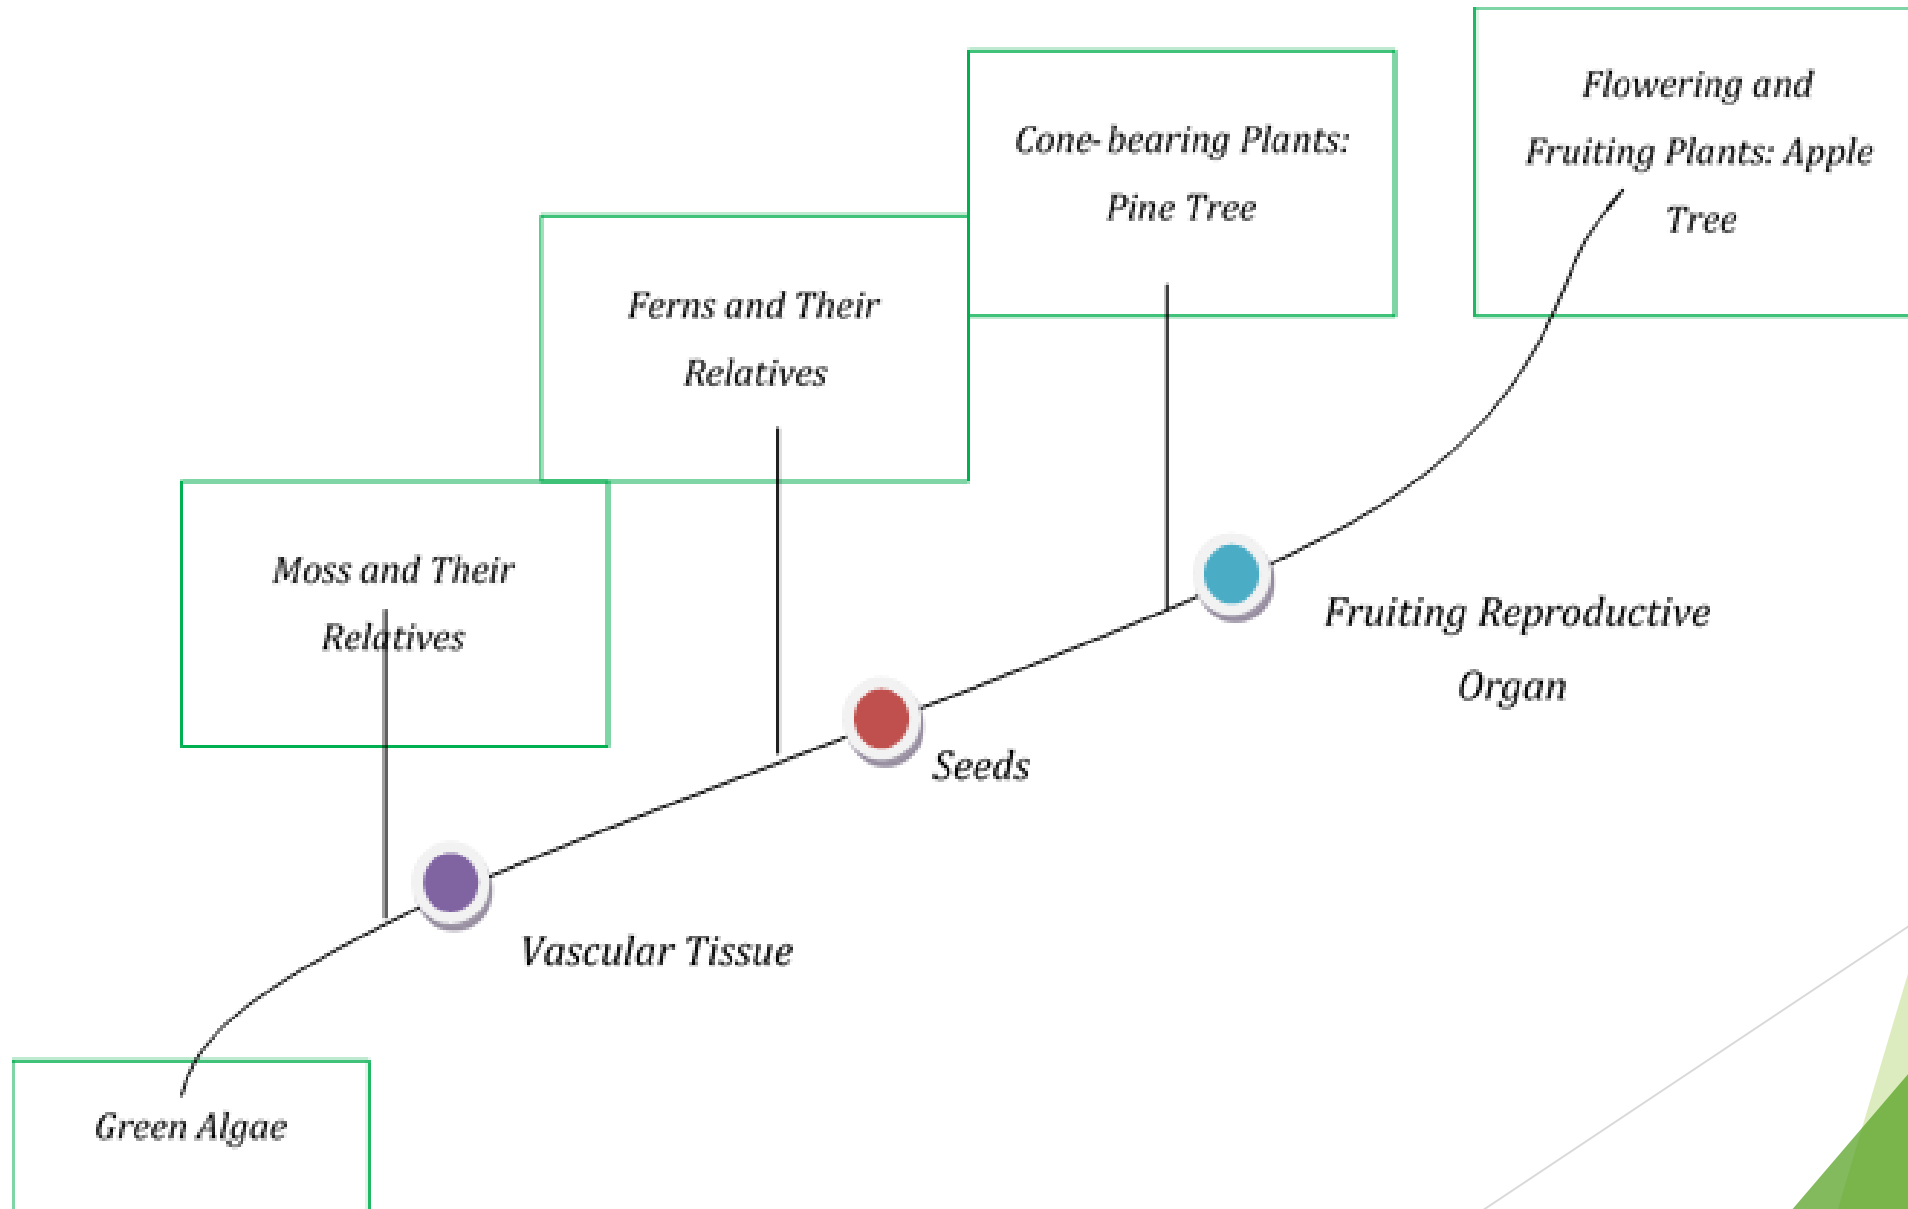 Flowering and
Fruiting Plants: Apple
Tree
Cone-bearing Plants:
Pine Tree
Ferns and Their
Relatives
Moss and Their
Relatives
Fruiting Reproductive
Organ
Seeds
Vascular Tissue
Green Algae